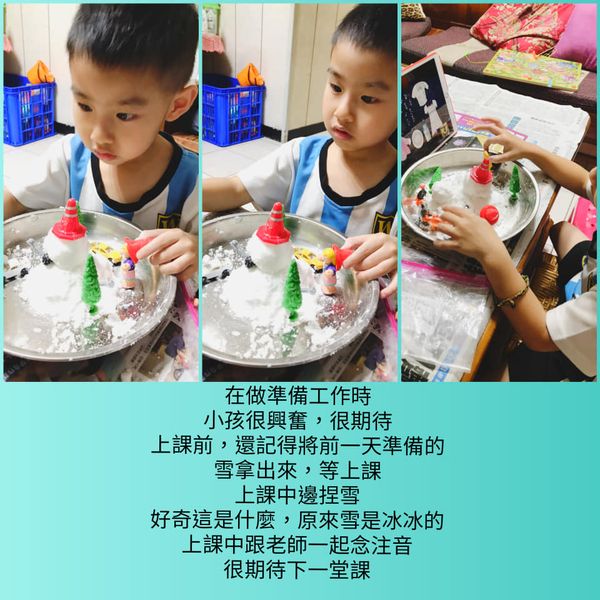 在做準備工作時
小孩很興奮，很期待
上課前，還記得將前一天準備的
雪拿出來，等上課
上課中邊捏雪
好奇這是什麼，原來雪是冰冰的
上課中跟老師一起念注音
很期待下一堂課